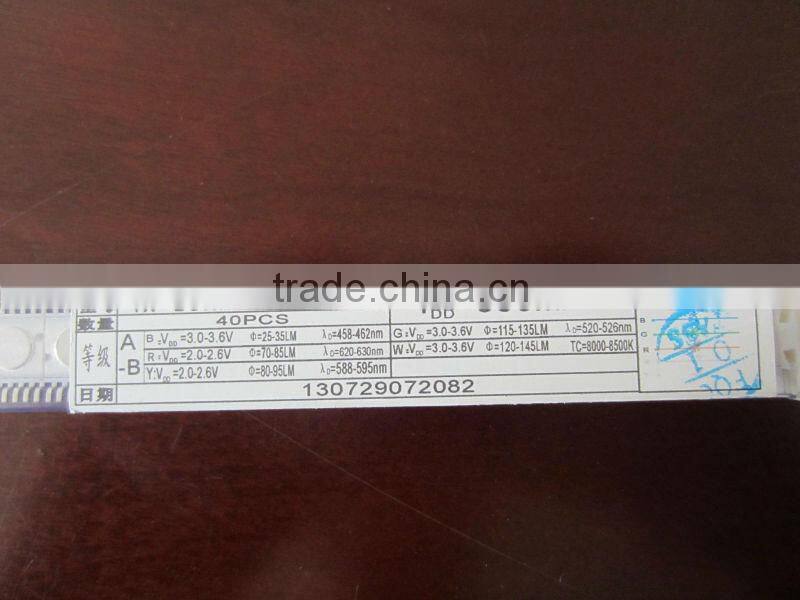 trade.china.cn
DD
数量 40PCS
等级 A-B
B:VDD=3.0-3.6V Φ=25-35LM λD=458-462nm G:VDD=3.0-3.6V Φ=115-135LM λD=520-526nm
R:VDD=2.0-2.6V Φ=70-85LM λD=620-630nm W:VDD=3.0-3.6V Φ=120-145LM TC=8000-8500K
Y:VDD=2.0-2.6V Φ=80-95LM λD=588-595nm
日期 130729072082
B
G
R